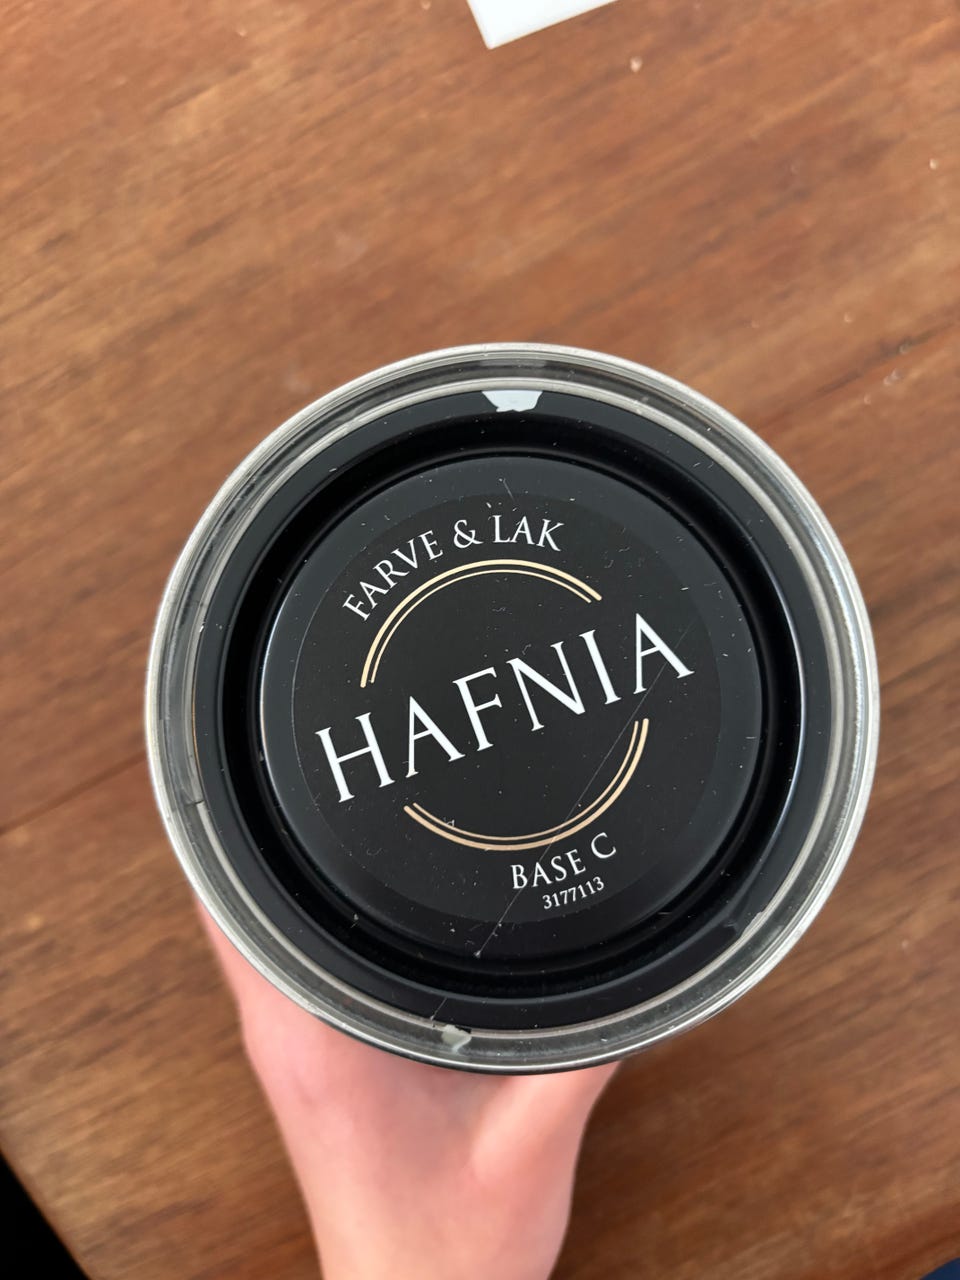 FARVE & LAK
HAFNIA
BASE C
3177113